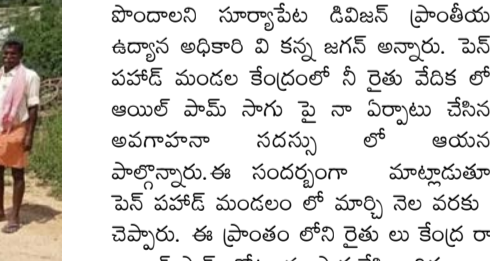 పొందాలని సూర్యాపేట డివిజన్ ప్రాంతీయ
ఉద్యాన అధికారి వి కన్న జగన్ అన్నారు. పెన్
పహాడ్ మండల కేంద్రంలో నీ రైతు వేదిక లో
ఆయిల్ పామ్ సాగు పై నా ఏర్పాటు చేసిన
అవగాహనా సదస్సు లో ఆయన
పాల్గొన్నారు.ఈ సందర్భంగా మాట్లాడుతూ
పెన్ పహాడ్ మండలం లో మార్చి నెల వరకు
చెప్పారు. ఈ ప్రాంతం లోని రైతు లు కేంద్ర రా